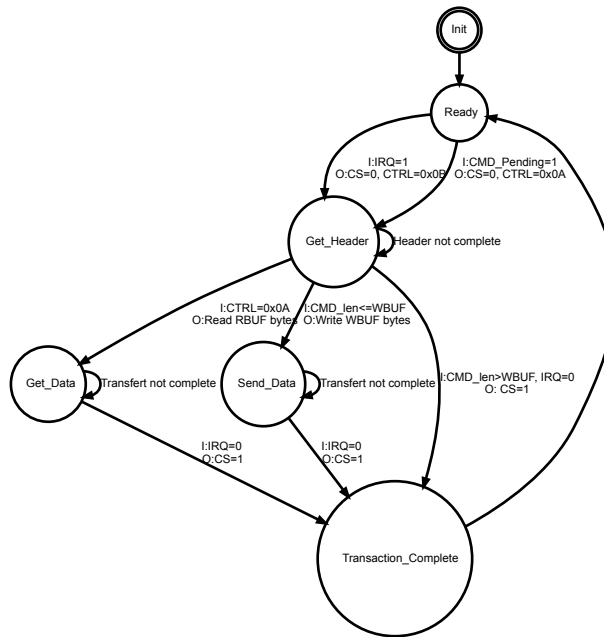 Init
Ready
I:IRQ=1
O:CS=0, CTRL=0x0B
I:CMD_Pending=1
O:CS=0, CTRL=0x0A
Get_Header
Header not complete
I:CTRL=0x0A
O:Read RBUF bytes
I:CMD_len<=WBUF
O:Write WBUF bytes
I:CMD_len>WBUF, IRQ=0
O: CS=1
Get_Data
Transfert not complete
Send_Data
Transfert not complete
I:IRQ=0
O:CS=1
I:IRQ=0
O:CS=1
Transaction_Complete